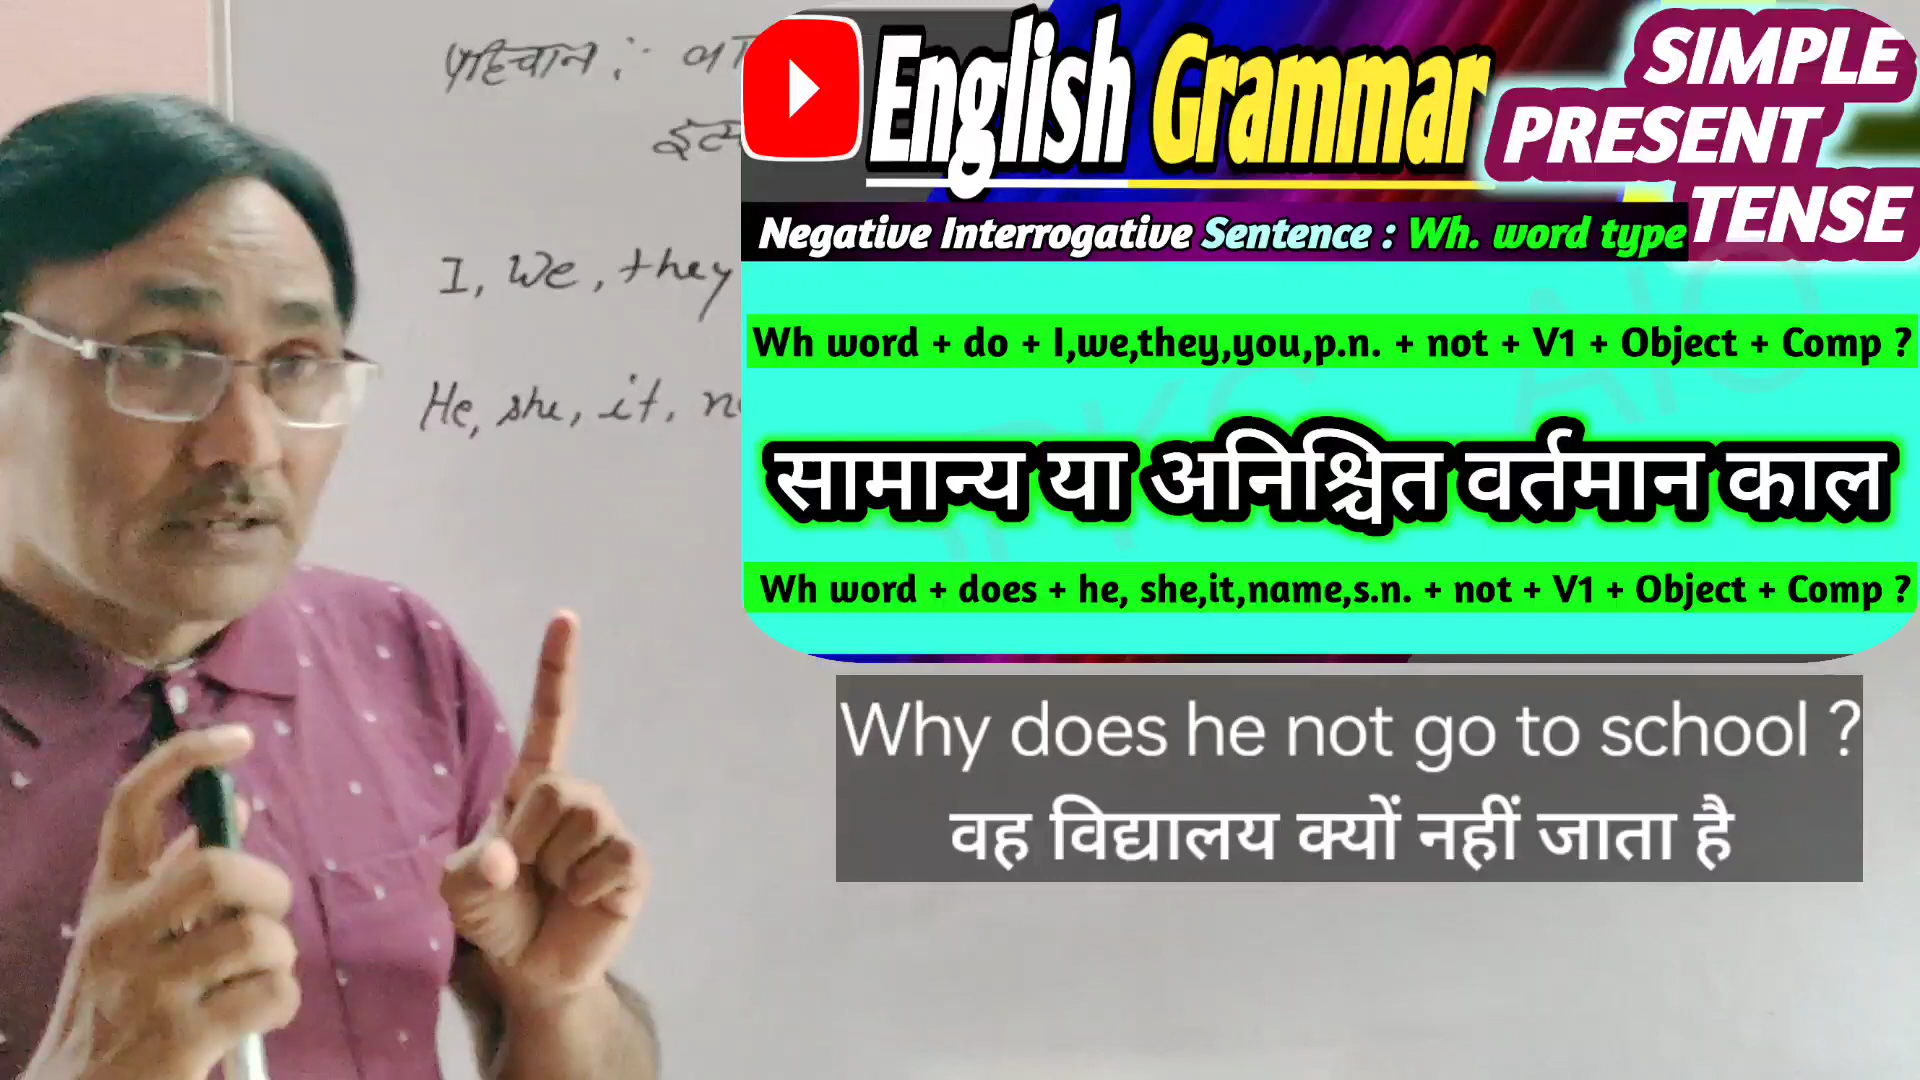 पहिचान :-
English Grammar
SIMPLE
PRESENT
TENSE
Negative Interrogative Sentence : Wh. word type
I, We, they
Wh word + do + I,we,they,you,p.n. + not + V1 + Object + Comp ?
He, she, it,
सामान्य या अनिश्चित वर्तमान काल
Wh word + does + he, she,it,name,s.n. + not + V1 + Object + Comp ?
Why does he not go to school ?
वह विद्यालय क्यों नहीं जाता है